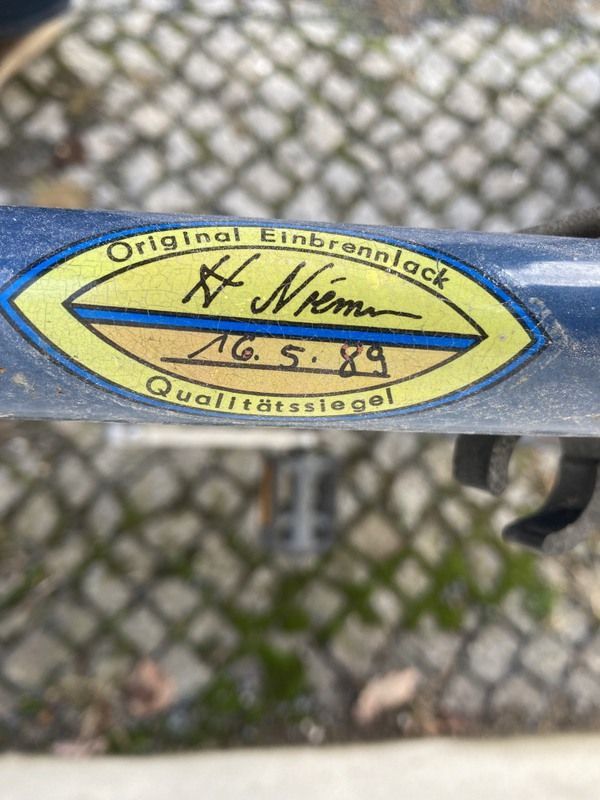 Original Einbrennlack
H Niem
16.5.89
Qualitätssiegel